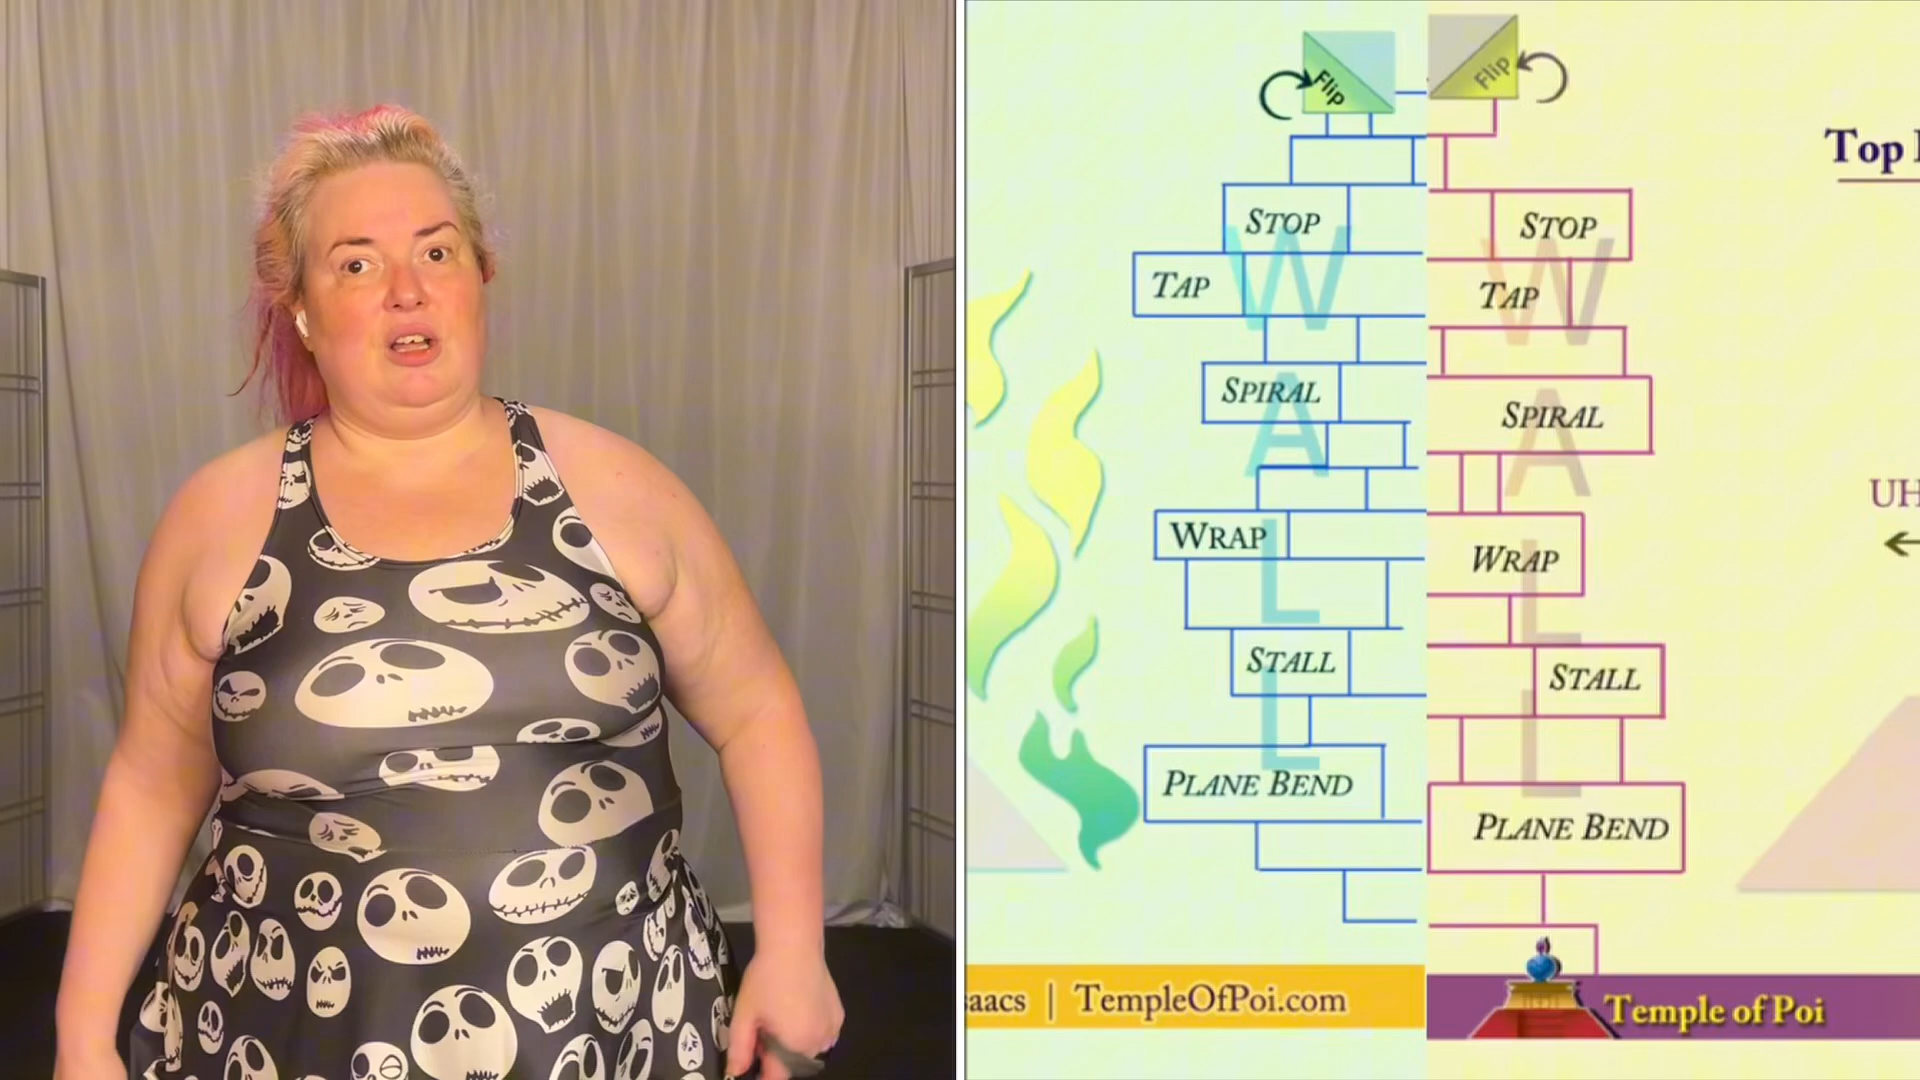 Flip
STOP
TAP
SPIRAL
WRAP
STALL
PLANE BEND
WALL
saacs | TempleOfPoi.com
Flip
STOP
TAP
SPIRAL
WRAP
STALL
PLANE BEND
WALL
Temple of Poi
Top
UH